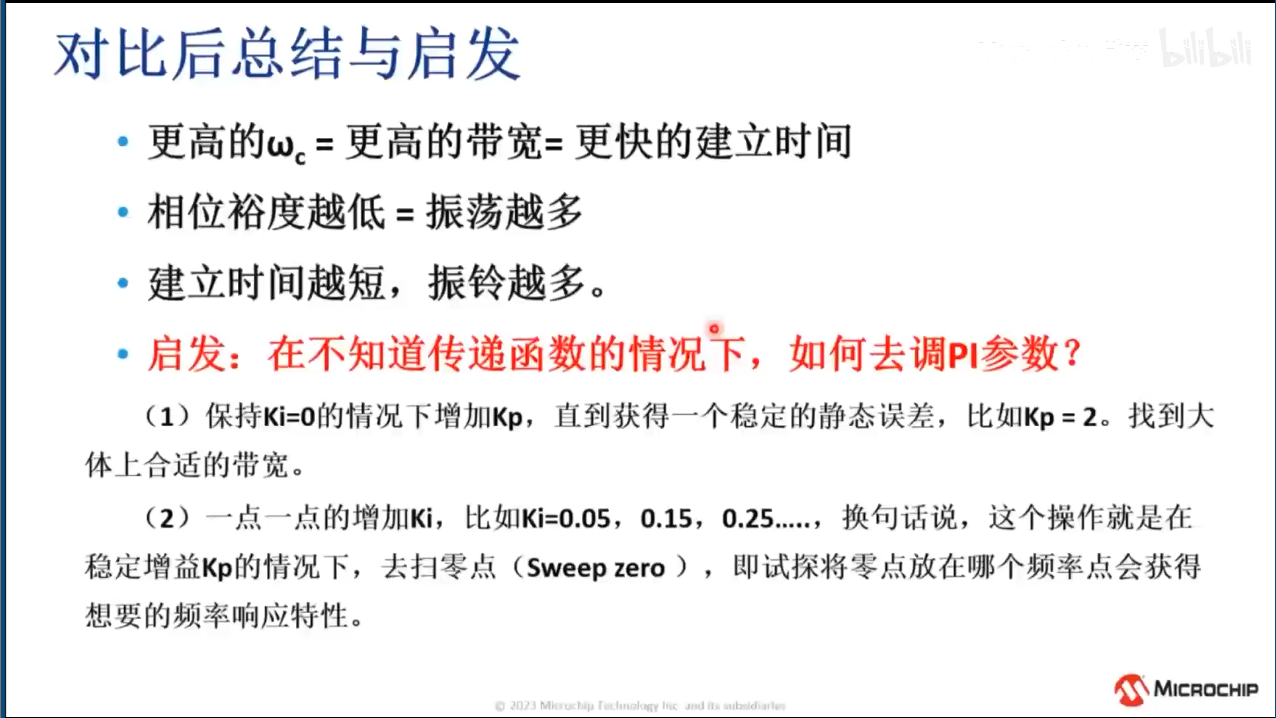 对比后总结与启发
bilibili
• 更高的ωc = 更高的带宽= 更快的建立时间
• 相位裕度越低 = 振荡越多
• 建立时间越短，振铃越多。
• 启发：在不知道传递函数的情况下，如何去调PI参数？
（1）保持Ki=0的情况下增加Kp，直到获得一个稳定的静态误差，比如Kp = 2。找到大
体上合适的带宽。
（2）一点一点的增加Ki，比如Ki=0.05，0.15，0.25.....，换句话说，这个操作就是在
稳定增益Kp的情况下，去扫零点（Sweep zero ），即试探将零点放在哪个频率点会获得
想要的频率响应特性。
MICROCHIP
© 2023 Microchip Technology Inc. and its subsidiaries